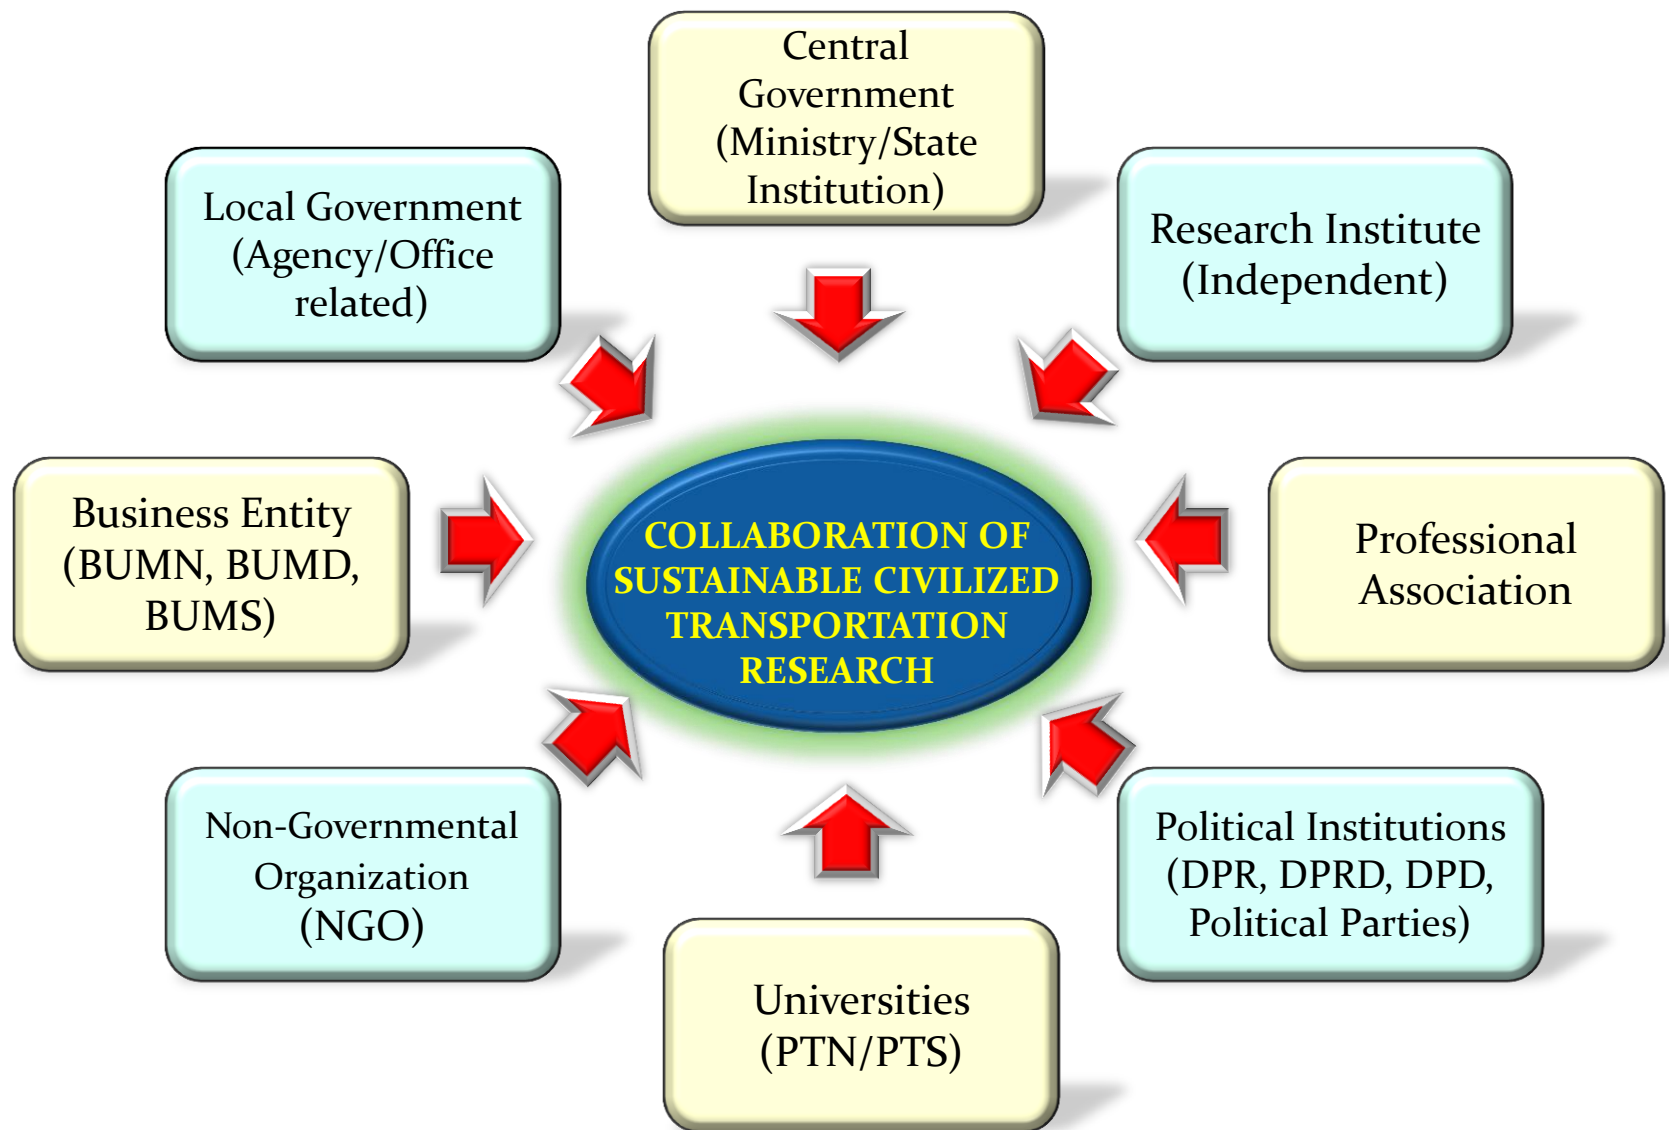 Central
Government
(Ministry/State
Institution)
Local Government
(Agency/Office
related)
Research Institute
(Independent)
Business Entity
(BUMN, BUMD,
BUMS)
COLLABORATION OF
SUSTAINABLE CIVILIZED
TRANSPORTATION
RESEARCH
Professional
Association
Non-Governmental
Organization
(NGO)
Political Institutions
(DPR, DPRD, DPD,
Political Parties)
Universities
(PTN/PTS)